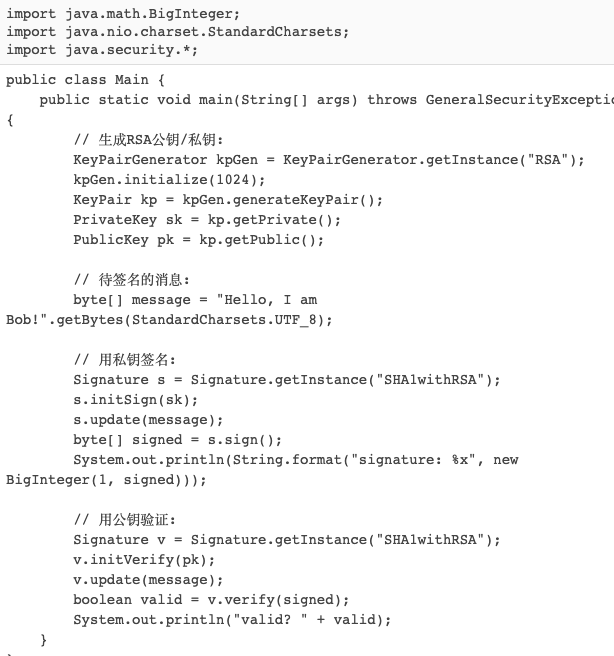 import java.math.BigInteger;
import java.nio.charset.StandardCharsets;
import java.security.*;
public class Main {
    public static void main(String[] args) throws GeneralSecurityExceptio
{
        // 生成RSA公钥/私钥:
        KeyPairGenerator kpGen = KeyPairGenerator.getInstance("RSA");
        kpGen.initialize(1024);
        KeyPair kp = kpGen.generateKeyPair();
        PrivateKey sk = kp.getPrivate();
        PublicKey pk = kp.getPublic();

        // 待签名的消息:
        byte[] message = "Hello, I am
Bob!".getBytes(StandardCharsets.UTF_8);

        // 用私钥签名:
        Signature s = Signature.getInstance("SHA1withRSA");
        s.initSign(sk);
        s.update(message);
        byte[] signed = s.sign();
        System.out.println(String.format("signature: %x", new
BigInteger(1, signed)));

        // 用公钥验证:
        Signature v = Signature.getInstance("SHA1withRSA");
        v.initVerify(pk);
        v.update(message);
        boolean valid = v.verify(signed);
        System.out.println("valid? " + valid);
    }